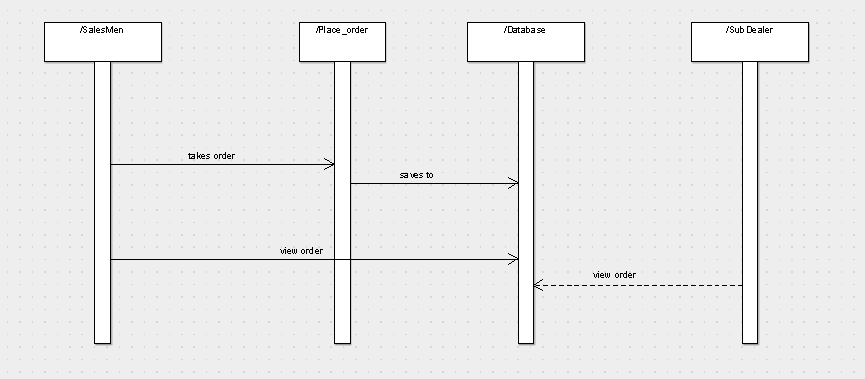 /SalesMen
/Place_order
/Database
/Sub Dealer
takes order
saves to
view order
view order